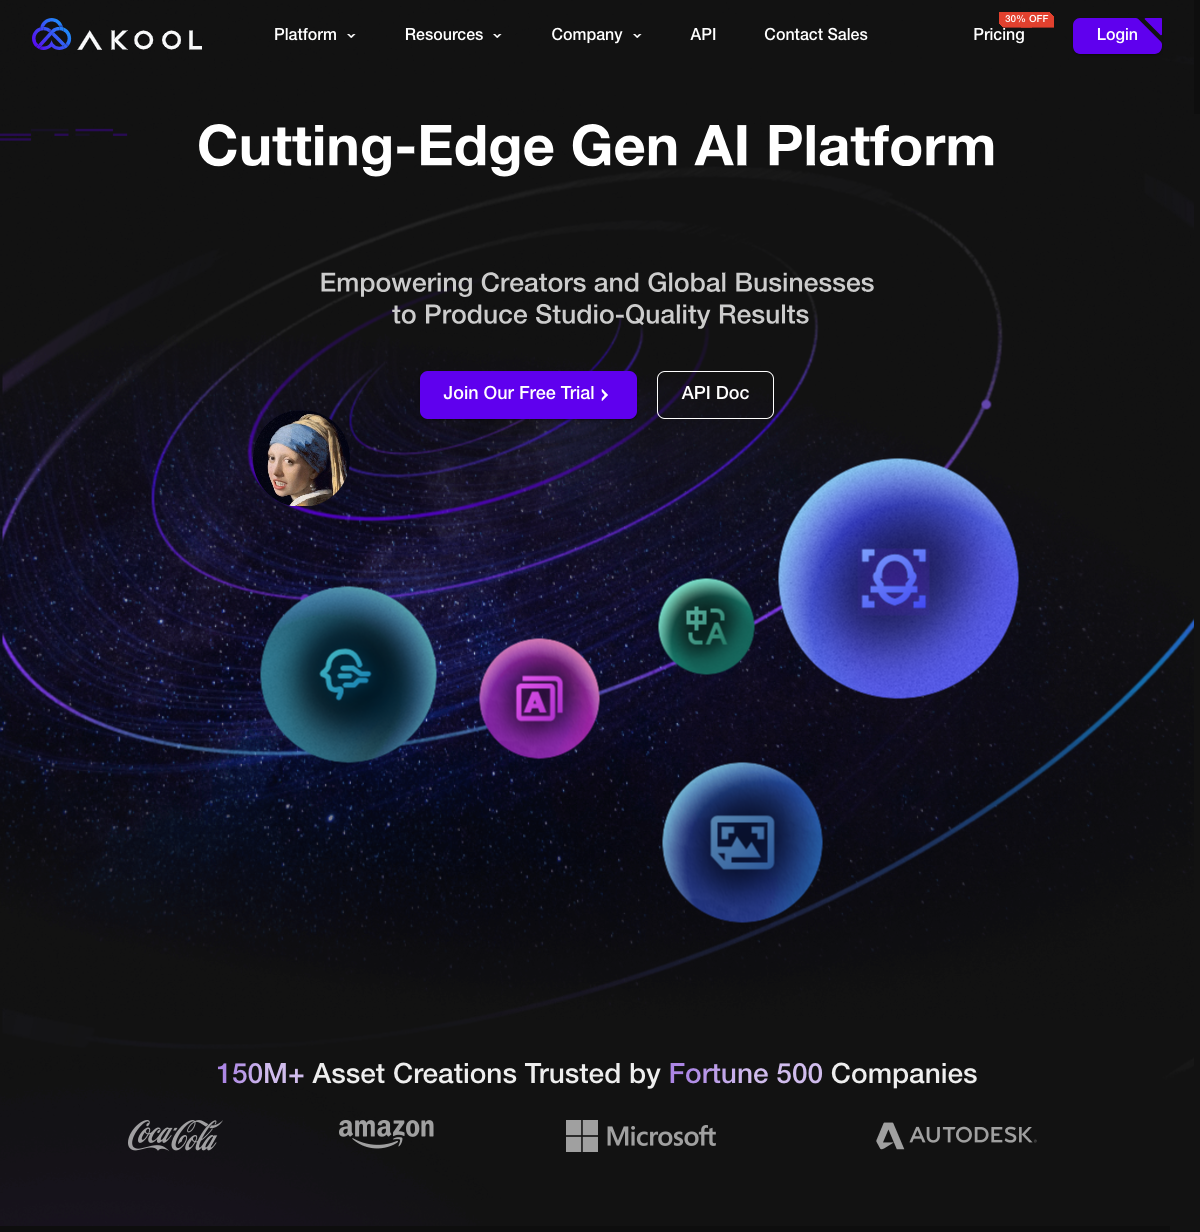 AKOOL
Platform
Resources
Company
API
Contact Sales
30% OFF
Pricing
Login
Cutting-Edge Gen AI Platform
Empowering Creators and Global Businesses
to Produce Studio-Quality Results
Join Our Free Trial
API Doc
中A
A
150M+ Asset Creations Trusted by Fortune 500 Companies
Coca-Cola
amazon
Microsoft
AUTODESK